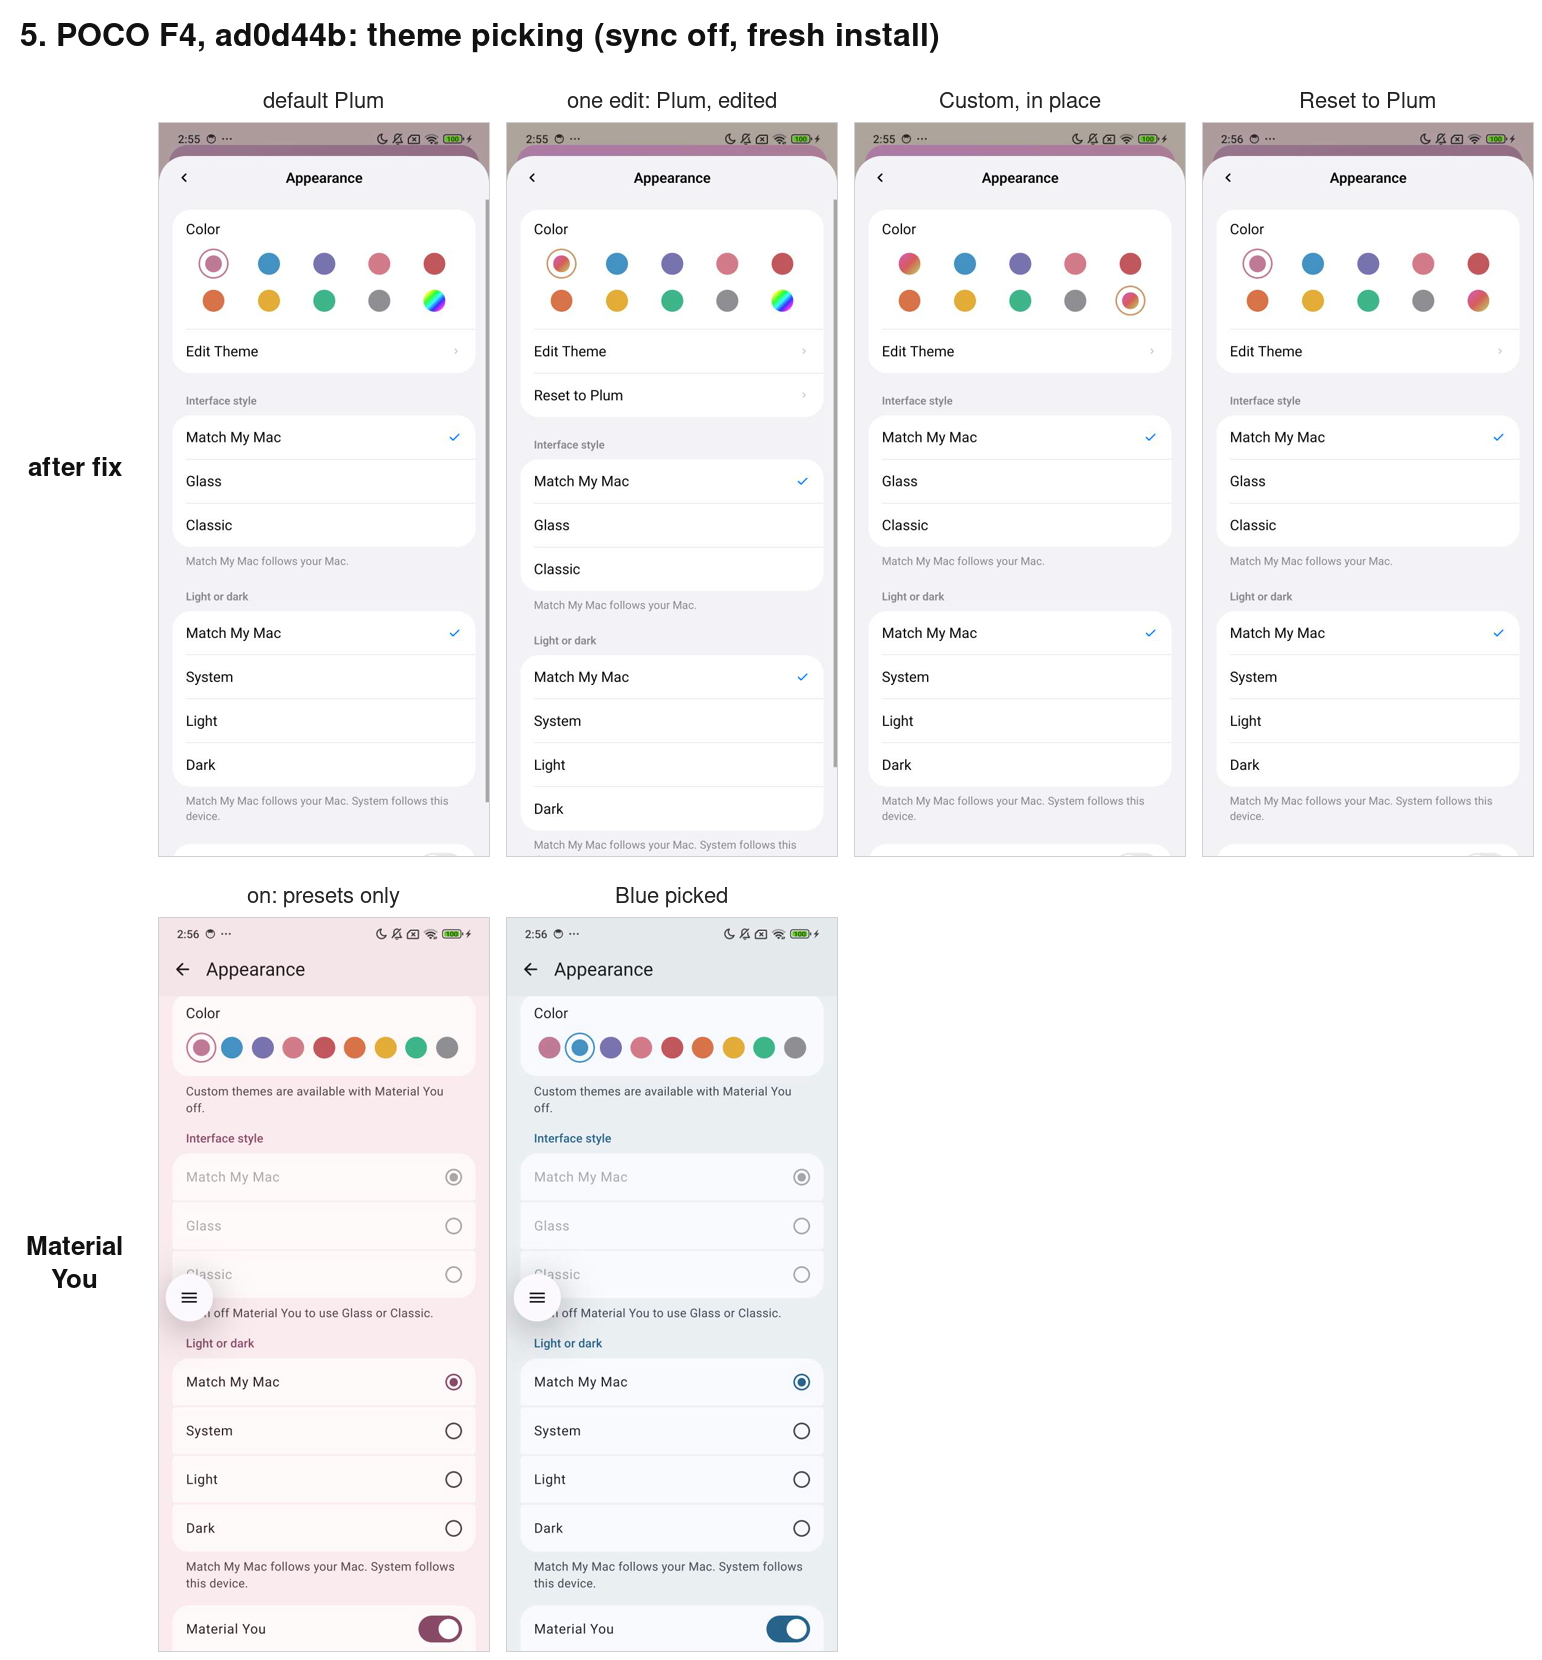 5. POCO F4, ad0d44b: theme picking (sync off, fresh install)
default Plum
one edit: Plum, edited
Custom, in place
Reset to Plum
after fix
2:55
100
Appearance
Color
Edit Theme
Interface style
Match My Mac
Glass
Classic
Match My Mac follows your Mac.
Light or dark
Match My Mac
System
Light
Dark
Match My Mac follows your Mac. System follows this
device.
2:55
100
Appearance
Color
Edit Theme
Reset to Plum
Interface style
Match My Mac
Glass
Classic
Match My Mac follows your Mac.
Light or dark
Match My Mac
System
Light
Dark
Match My Mac follows your Mac. System follows this
2:55
100
Appearance
Color
Edit Theme
Interface style
Match My Mac
Glass
Classic
Match My Mac follows your Mac.
Light or dark
Match My Mac
System
Light
Dark
Match My Mac follows your Mac. System follows this
device.
2:56
100
Appearance
Color
Edit Theme
Interface style
Match My Mac
Glass
Classic
Match My Mac follows your Mac.
Light or dark
Match My Mac
System
Light
Dark
Match My Mac follows your Mac. System follows this
device.
on: presets only
Blue picked
Material
You
2:56
100
Appearance
Color
Custom themes are available with Material You
off.
Interface style
Match My Mac
Glass
Classic
off Material You to use Glass or Classic.
Light or dark
Match My Mac
System
Light
Dark
Match My Mac follows your Mac. System follows
this device.
Material You
2:56
100
Appearance
Color
Custom themes are available with Material You
off.
Interface style
Match My Mac
Glass
Classic
off Material You to use Glass or Classic.
Light or dark
Match My Mac
System
Light
Dark
Match My Mac follows your Mac. System follows
this device.
Material You